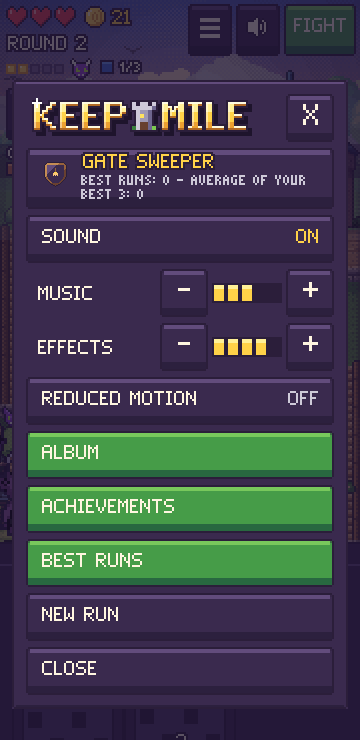 21
ROUND 2
FIGHT
1/3
KEEP MILE
X
GATE SWEEPER
BEST RUNS: 0 - AVERAGE OF YOUR
BEST 3: 0
SOUND ON
MUSIC - +
EFFECTS - +
REDUCED MOTION OFF
ALBUM
ACHIEVEMENTS
BEST RUNS
NEW RUN
CLOSE